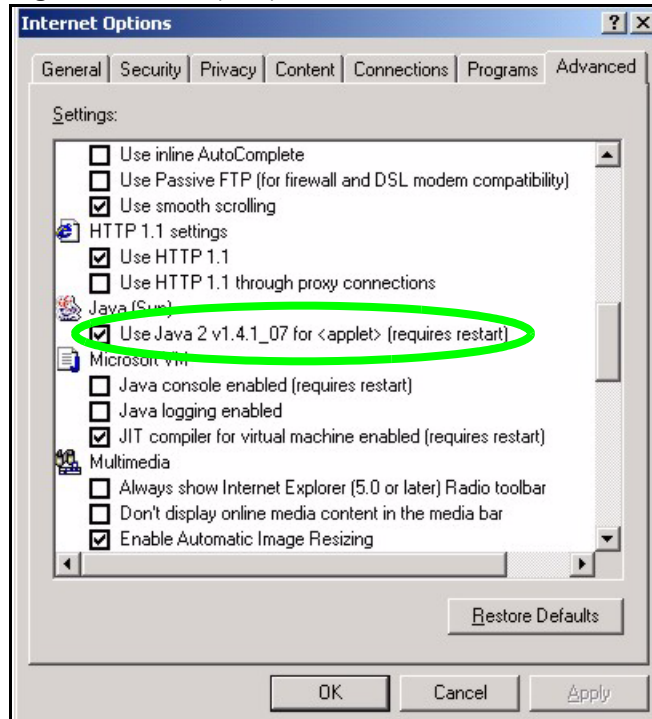 Internet Options
General Security Privacy Content Connections Programs Advanced
Settings:
Use inline AutoComplete
Use Passive FTP (for firewall and DSL modem compatibility)
Use smooth scrolling
HTTP 1.1 settings
Use HTTP 1.1
Use HTTP 1.1 through proxy connections
Java (Sun)
Use Java 2 v1.4.1_07 for <applet> (requires restart)
Microsoft VM
Java console enabled (requires restart)
Java logging enabled
JIT compiler for virtual machine enabled (requires restart)
Multimedia
Always show Internet Explorer (5.0 or later) Radio toolbar
Don't display online media content in the media bar
Enable Automatic Image Resizing
Restore Defaults
OK Cancel Apply